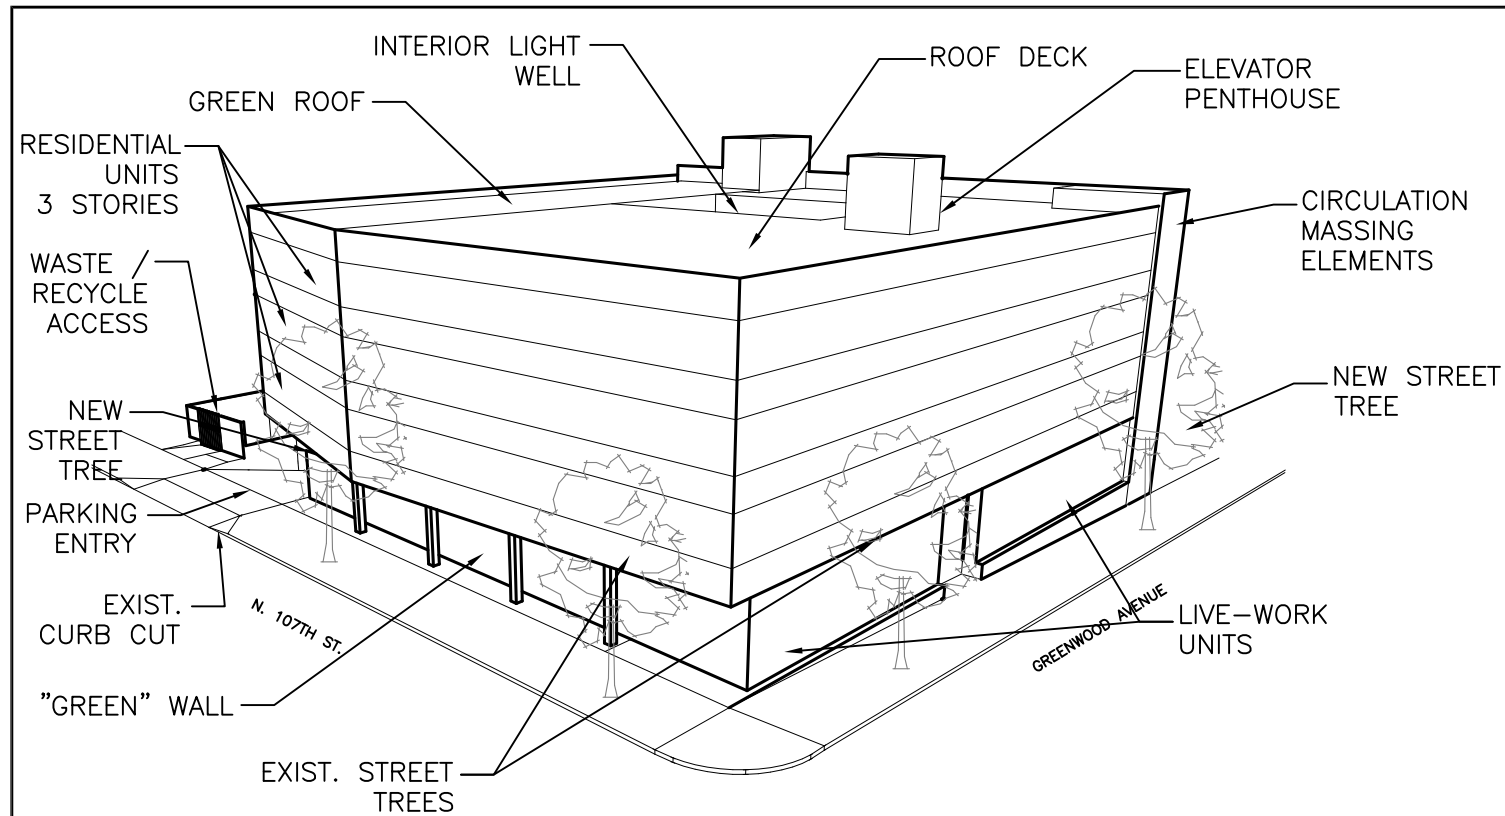 INTERIOR LIGHT
WELL
ROOF DECK
ELEVATOR
PENTHOUSE
GREEN ROOF
RESIDENTIAL
UNITS
3 STORIES
CIRCULATION
MASSING
ELEMENTS
WASTE /
RECYCLE
ACCESS
NEW STREET
TREE
NEW
STREET
TREE
PARKING
ENTRY
EXIST.
CURB CUT
N. 107TH ST.
GREENWOOD AVENUE
LIVE-WORK
UNITS
"GREEN" WALL
EXIST. STREET
TREES